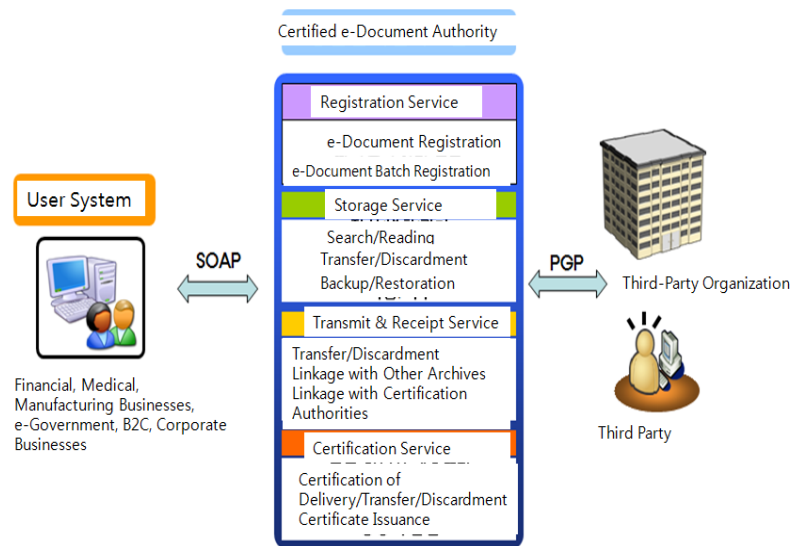 Certified e-Document Authority
Registration Service
e-Document Registration
e-Document Batch Registration
User System
Storage Service
Search/Reading
Transfer/Discardment
Backup/Restoration
SOAP
PGP
Third-Party Organization
Transmit & Receipt Service
Transfer/Discardment
Linkage with Other Archives
Linkage with Certification
Authorities
Financial, Medical,
Manufacturing Businesses,
e-Government, B2C, Corporate
Businesses
Third Party
Certification Service
Certification of
Delivery/Transfer/Discardment
Certificate Issuance